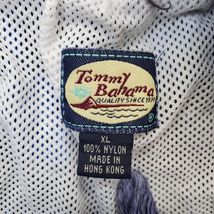 Tommy
Bahama
QUALITY SINCE 1993
®
XL
100% NYLON
MADE IN
HONG KONG